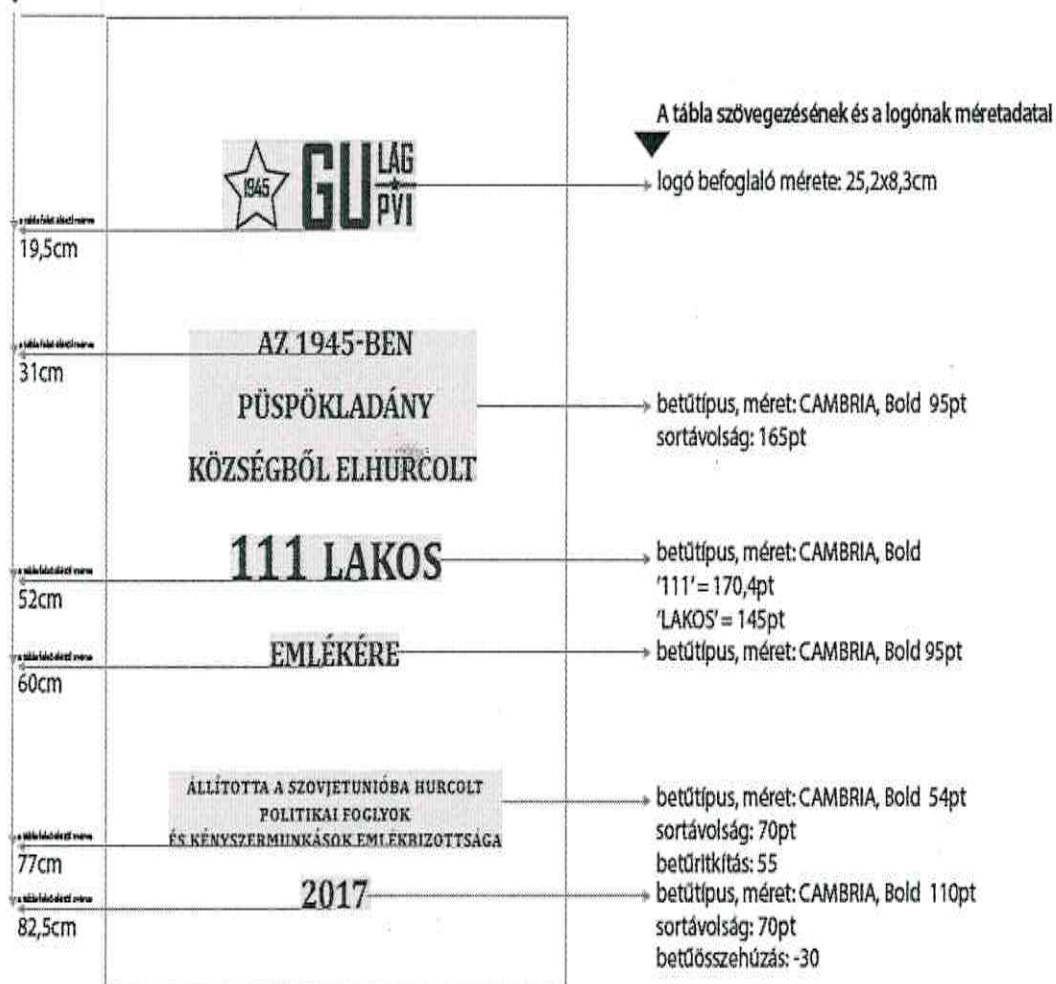 A tábla szövegezésének és a logónak méretadatai
1945 GU LÁG PVI
logó befoglaló mérete: 25,2x8,3cm
19,5cm
AZ 1945-BEN
31cm
PÜSPÖKLADÁNY
betűtípus, méret: CAMBRIA, Bold 95pt
sortávolság: 165pt
KÖZSÉGBŐL ELHURCOLT
111 LAKOS
betűtípus, méret: CAMBRIA, Bold
'111' = 170,4pt
'LAKOS' = 145pt
52cm
EMLÉKÉRE
betűtípus, méret: CAMBRIA, Bold 95pt
60cm
ÁLLÍTOTTA A SZOVJETUNIÓBA HURCOLT
POLITIKAI FOGLYOK
ÉS KÉNYSZERMUNKÁSOK EMLÉKBIZOTTSÁGA
betűtípus, méret: CAMBRIA, Bold 54pt
sortávolság: 70pt
betűritkítás: 55
77cm
2017
betűtípus, méret: CAMBRIA, Bold 110pt
sortávolság: 70pt
betűösszehúzás: -30
82,5cm